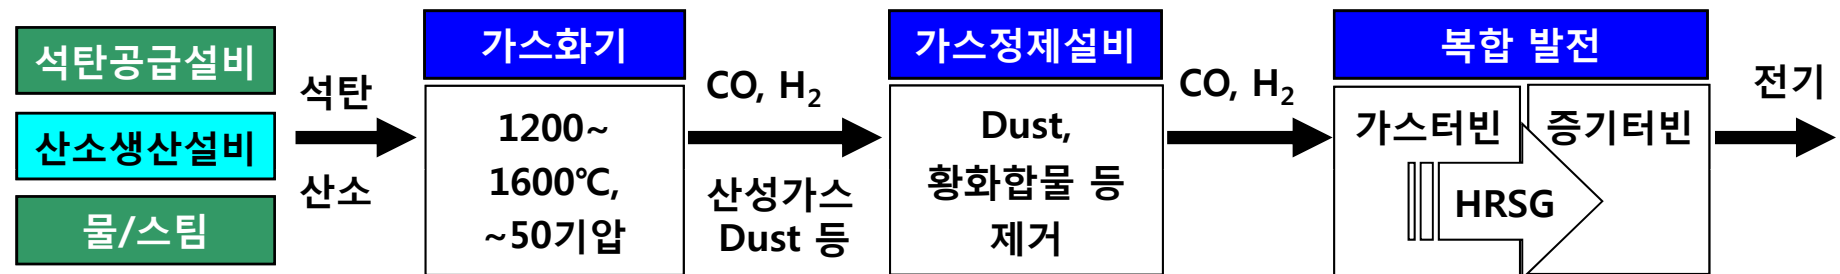 석탄공급설비
산소생산설비
물/스팀
석탄
산소
가스화기
1200~
1600℃,
~50기압
CO, H₂
산성가스
Dust 등
가스정제설비
Dust,
황화합물 등
제거
CO, H₂
복합 발전
가스터빈
증기터빈
HRSG
전기